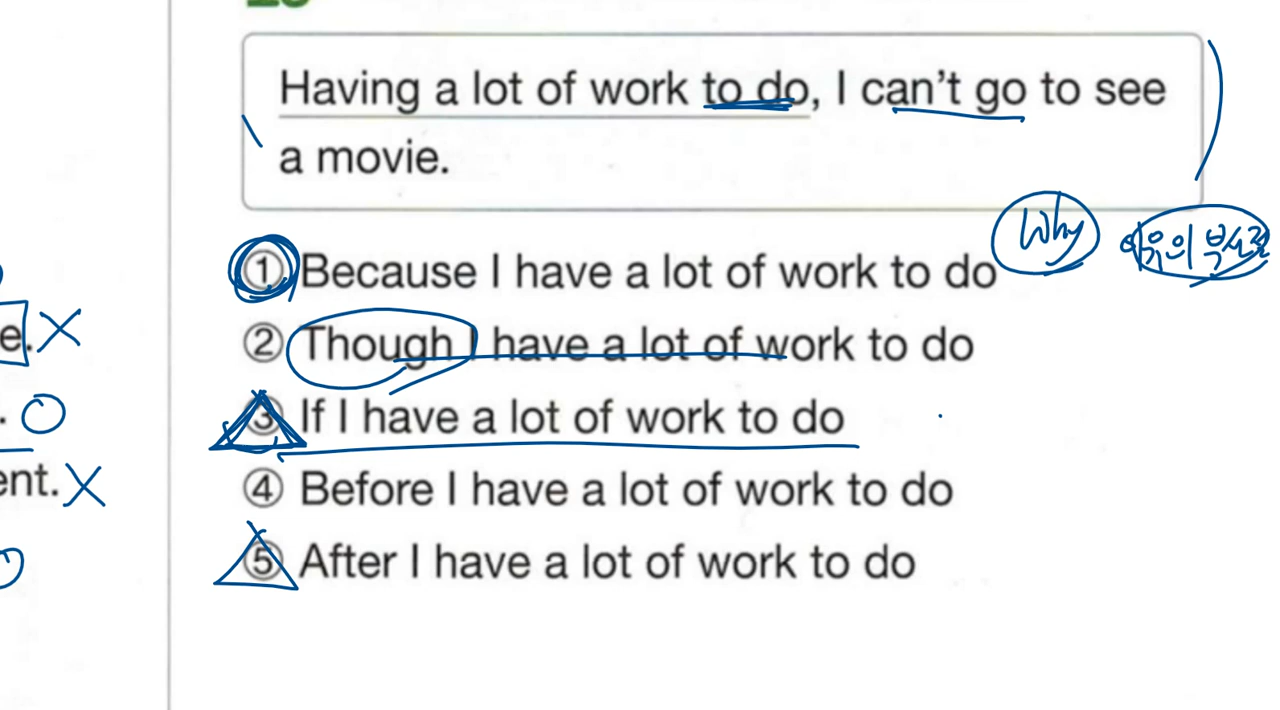 Having a lot of work to do, I can't go to see
a movie.
Why 이유의 부사절
① Because I have a lot of work to do
② Though I have a lot of work to do
③ If I have a lot of work to do
④ Before I have a lot of work to do
⑤ After I have a lot of work to do
e. X
. O
ent. X